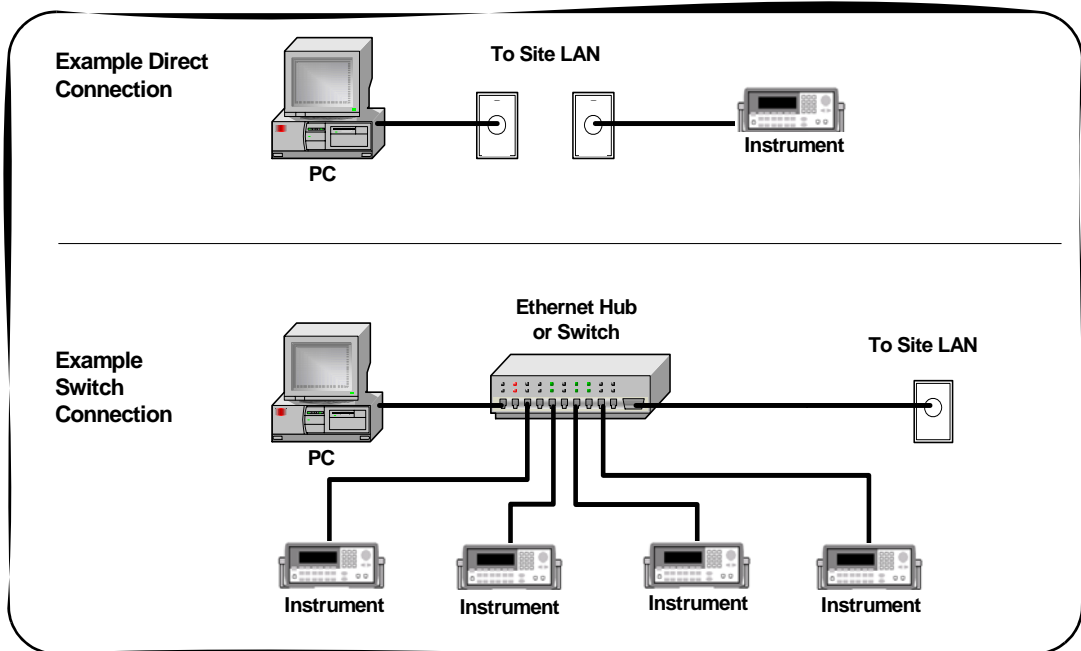 Example Direct
Connection
To Site LAN
PC
Instrument
Ethernet Hub
or Switch
To Site LAN
Example
Switch
Connection
PC
Instrument
Instrument
Instrument
Instrument